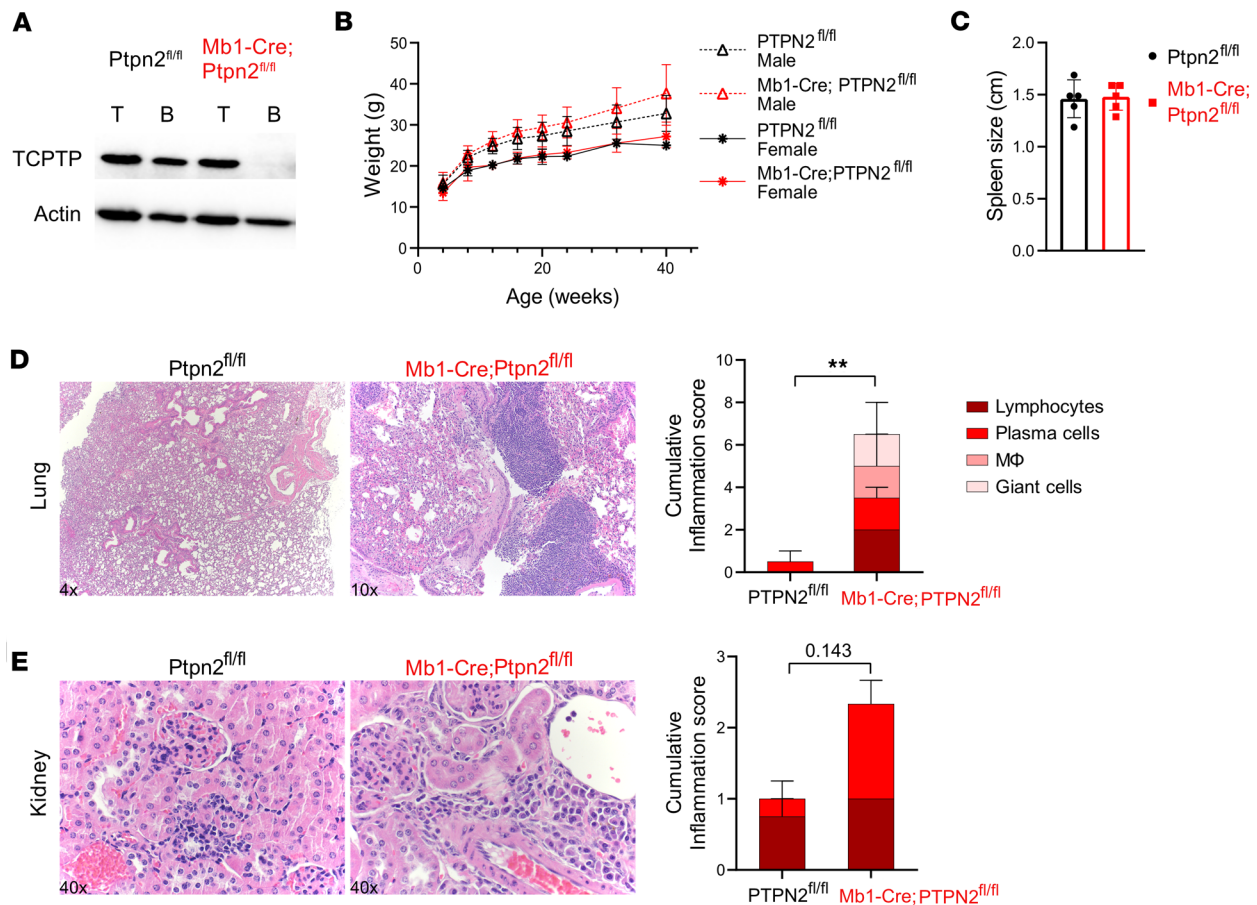 A
Ptpn2fl/fl
Mb1-Cre;
Ptpn2fl/fl
T
B
T
B
TCPTP
Actin
B
Weight (g)
50
40
30
20
10
0
0
20
40
Age (weeks)
PTPN2fl/fl
Male
Mb1-Cre; PTPN2fl/fl
Male
PTPN2fl/fl
Female
Mb1-Cre;PTPN2fl/fl
Female
C
Spleen size (cm)
2.0
1.5
1.0
0.5
0.0
Ptpn2fl/fl
Mb1-Cre;
Ptpn2fl/fl
D
Ptpn2fl/fl
Mb1-Cre;Ptpn2fl/fl
Lung
4x
10x
Cumulative
Inflammation score
10
8
6
4
2
0
**
PTPN2fl/fl
Mb1-Cre;PTPN2fl/fl
Lymphocytes
Plasma cells
MΦ
Giant cells
E
Ptpn2fl/fl
Mb1-Cre;Ptpn2fl/fl
Kidney
40x
40x
Cumulative
Inflammation score
3
2
1
0
0.143
PTPN2fl/fl
Mb1-Cre;PTPN2fl/fl